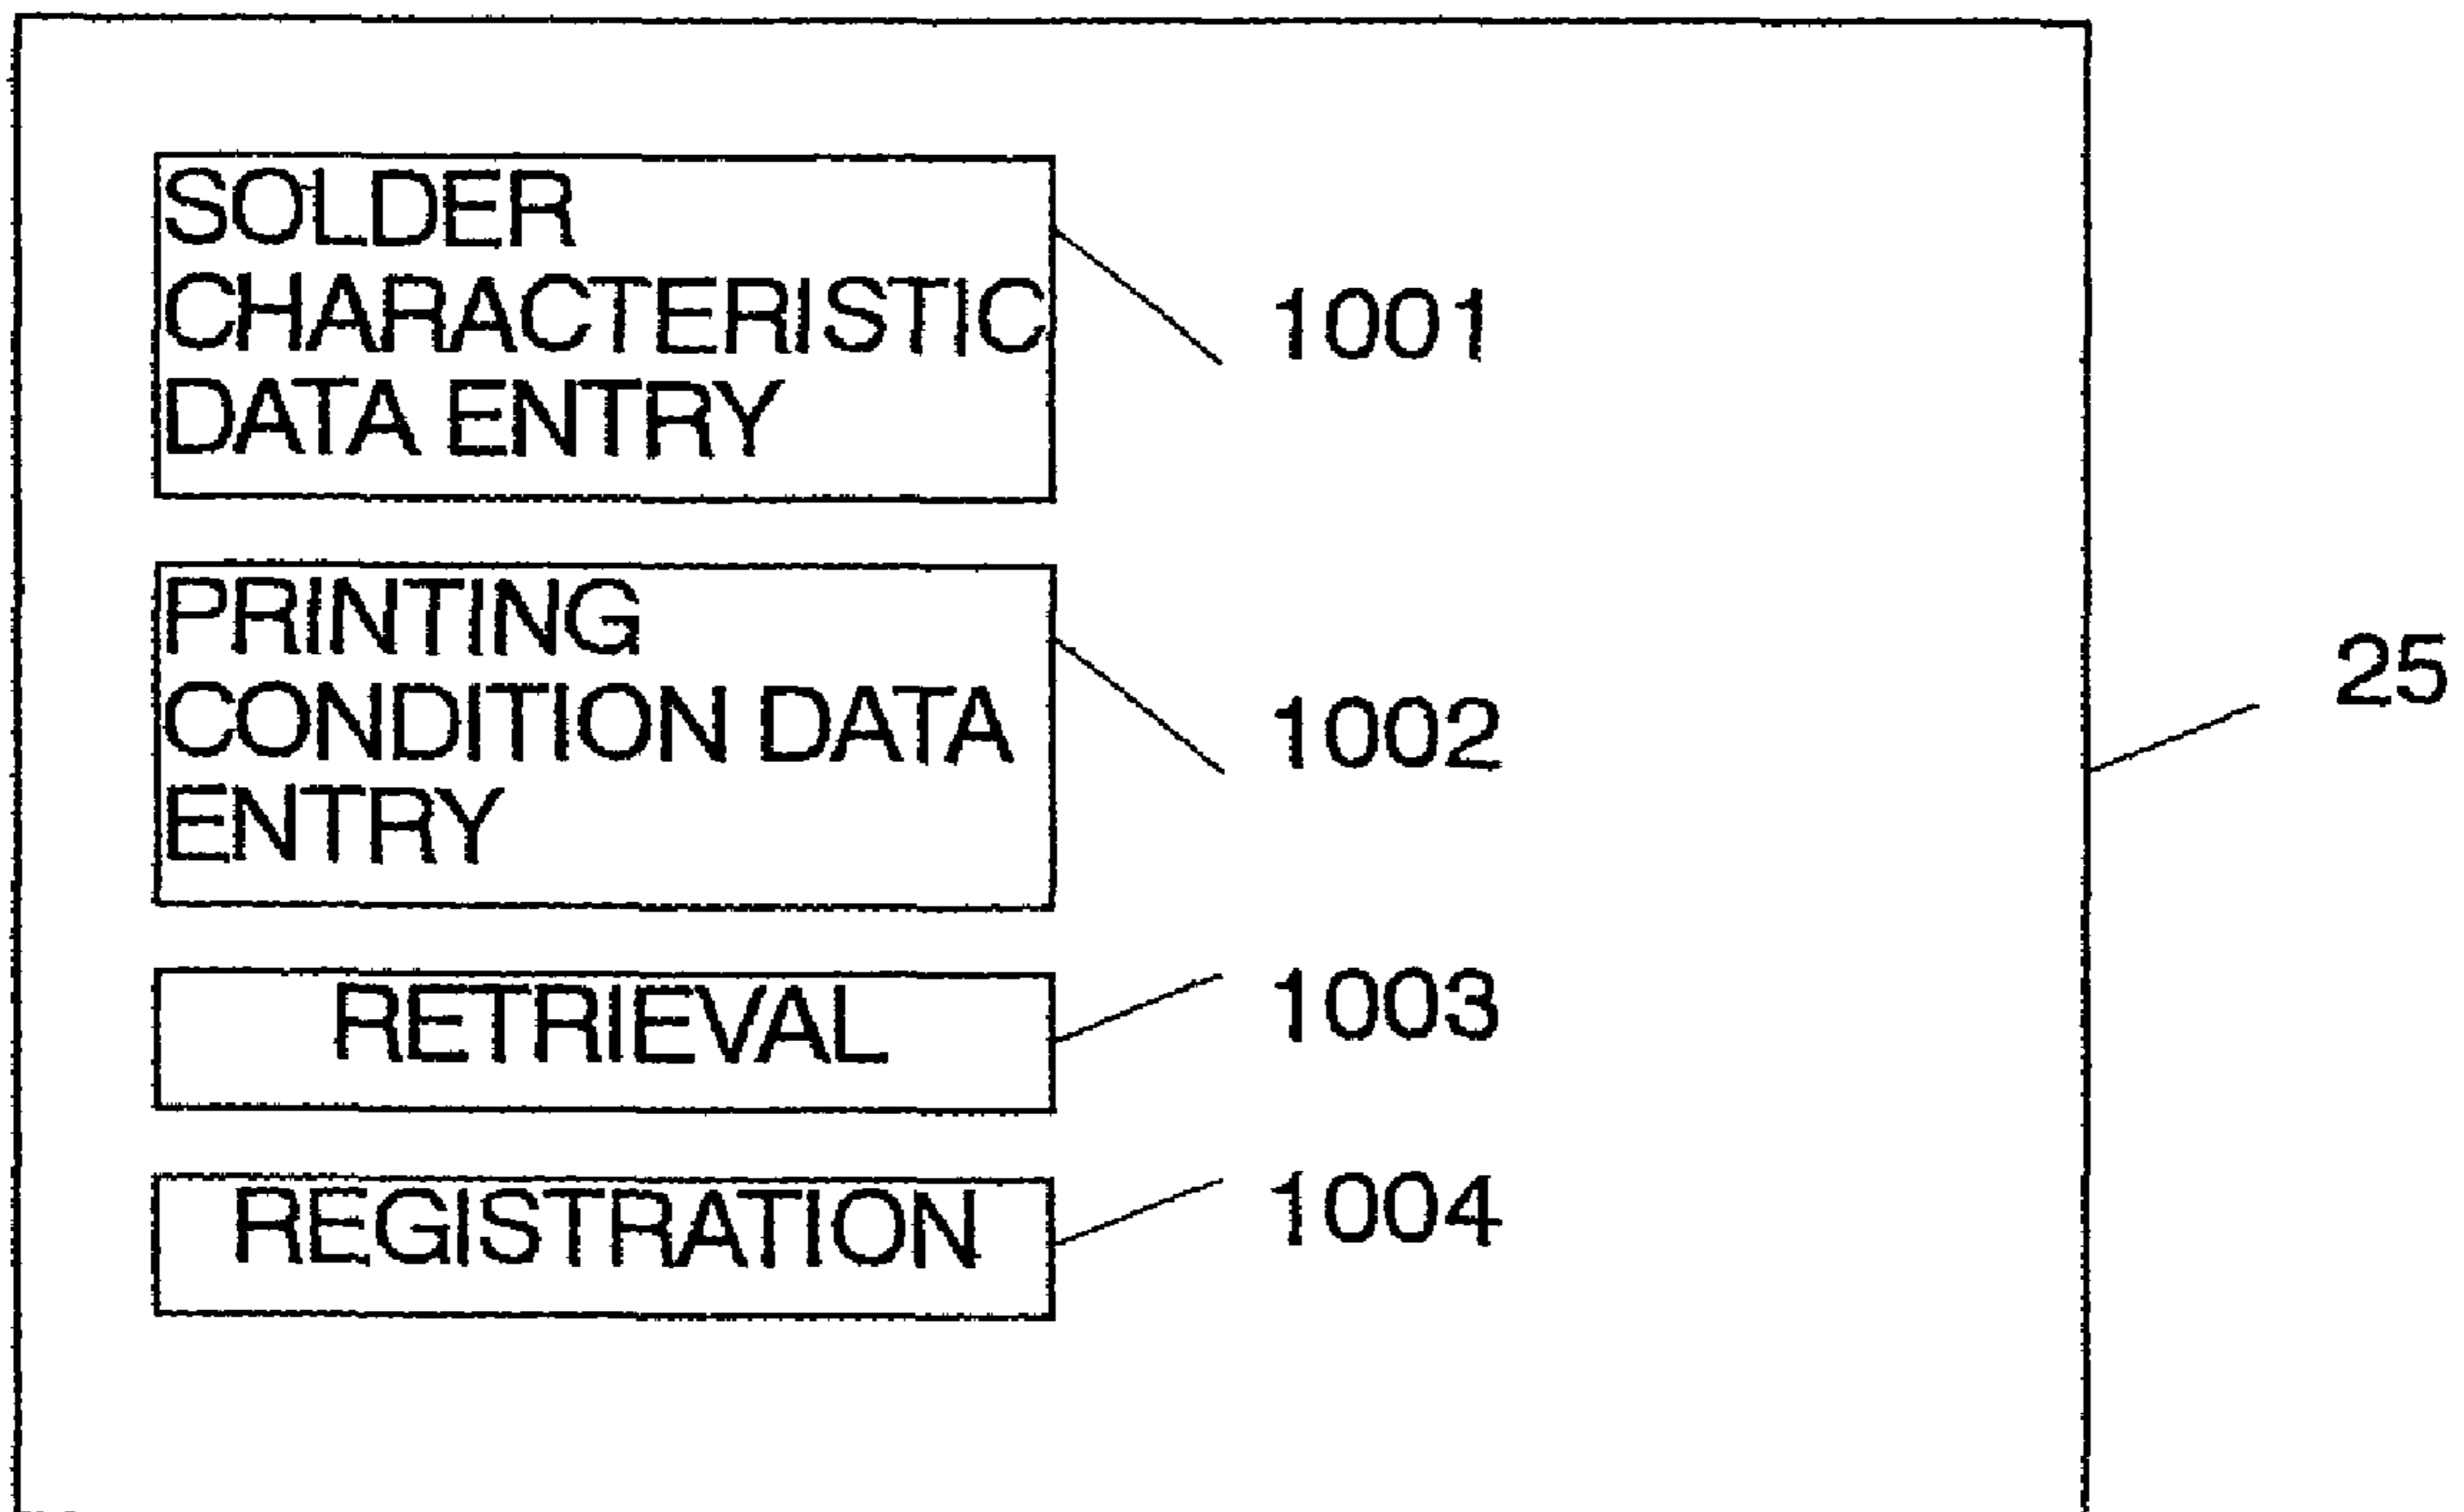 SOLDER
CHARACTERISTIC
DATA ENTRY
1001
PRINTING
CONDITION DATA
ENTRY
1002
25
RETRIEVAL
1003
REGISTRATION
1004